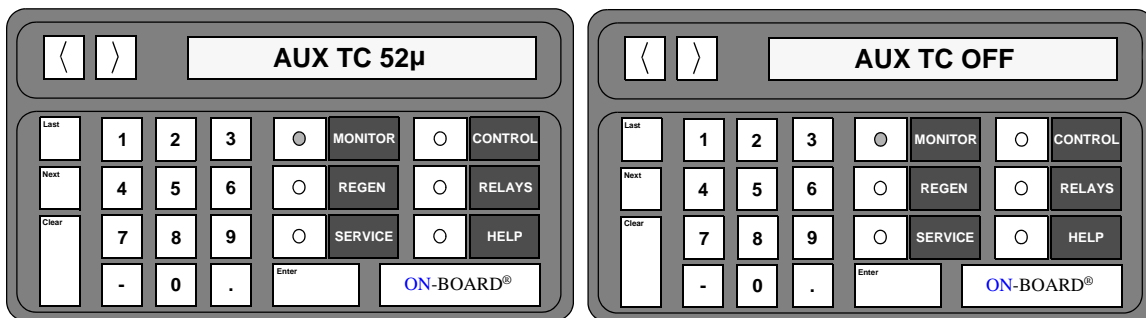 〈 〉 AUX TC 52µ
Last 1 2 3 MONITOR CONTROL
Next 4 5 6 REGEN RELAYS
Clear 7 8 9 SERVICE HELP
- 0 . Enter ON-BOARD®
〈 〉 AUX TC OFF
Last 1 2 3 MONITOR CONTROL
Next 4 5 6 REGEN RELAYS
Clear 7 8 9 SERVICE HELP
- 0 . Enter ON-BOARD®